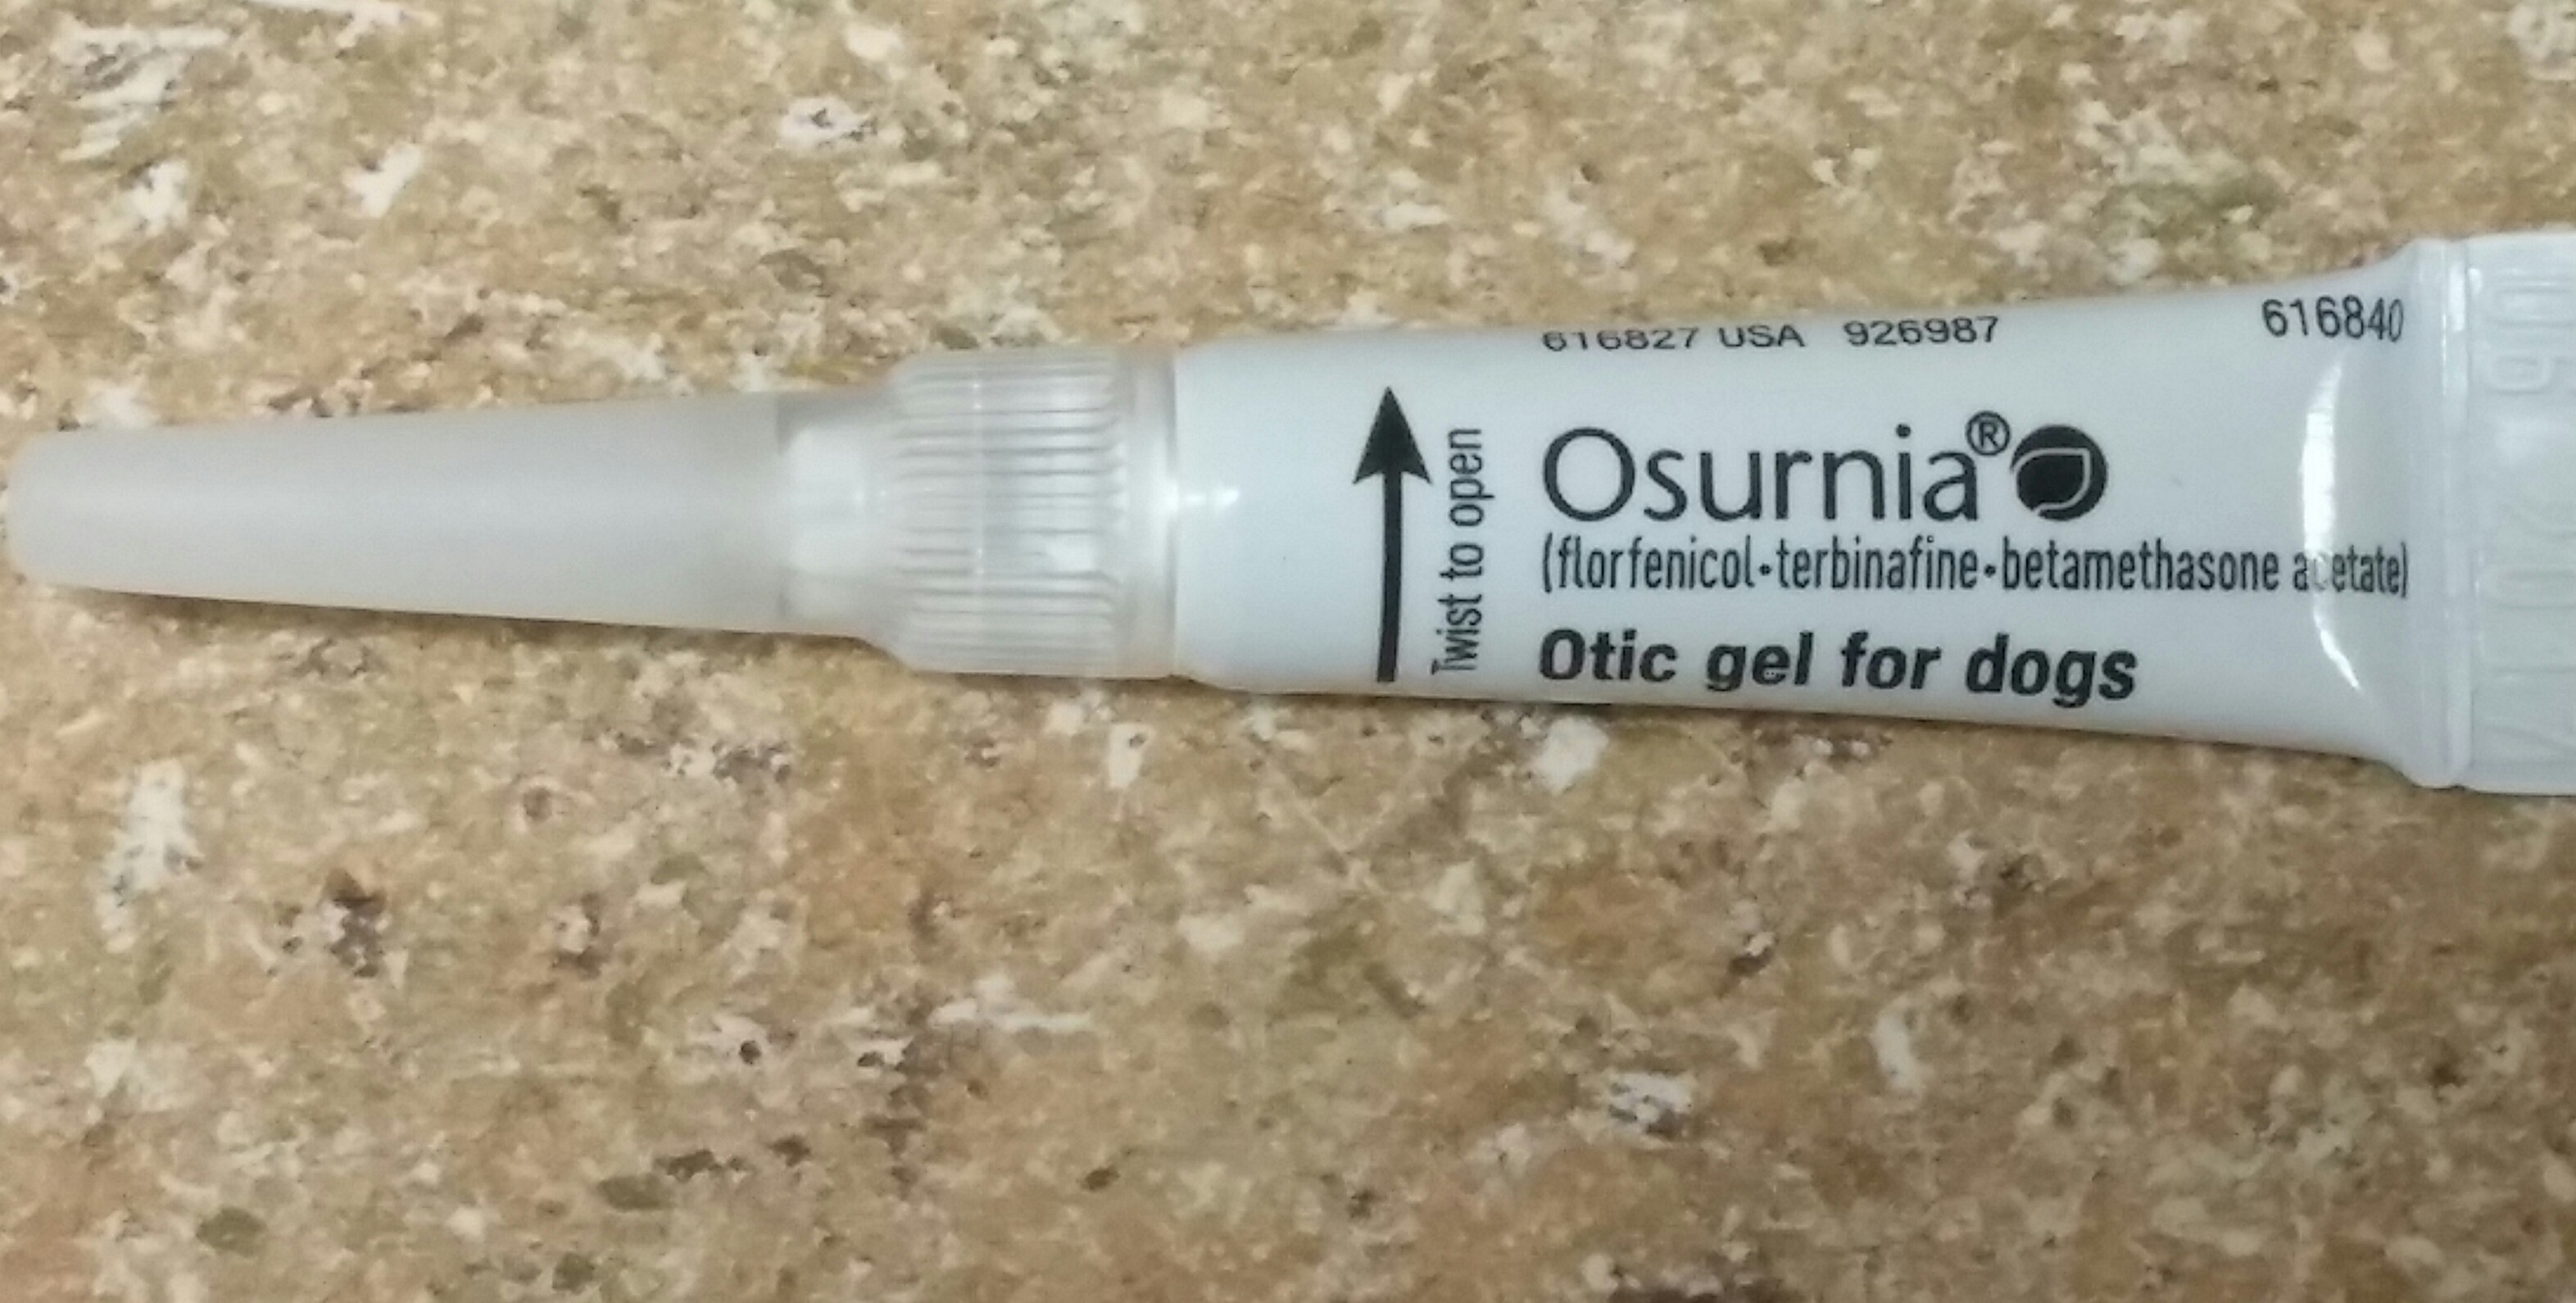 616827 USA 926987
616840
Twist to open
Osurnia®
(florfenicol•terbinafine•betamethasone acetate)
Otic gel for dogs